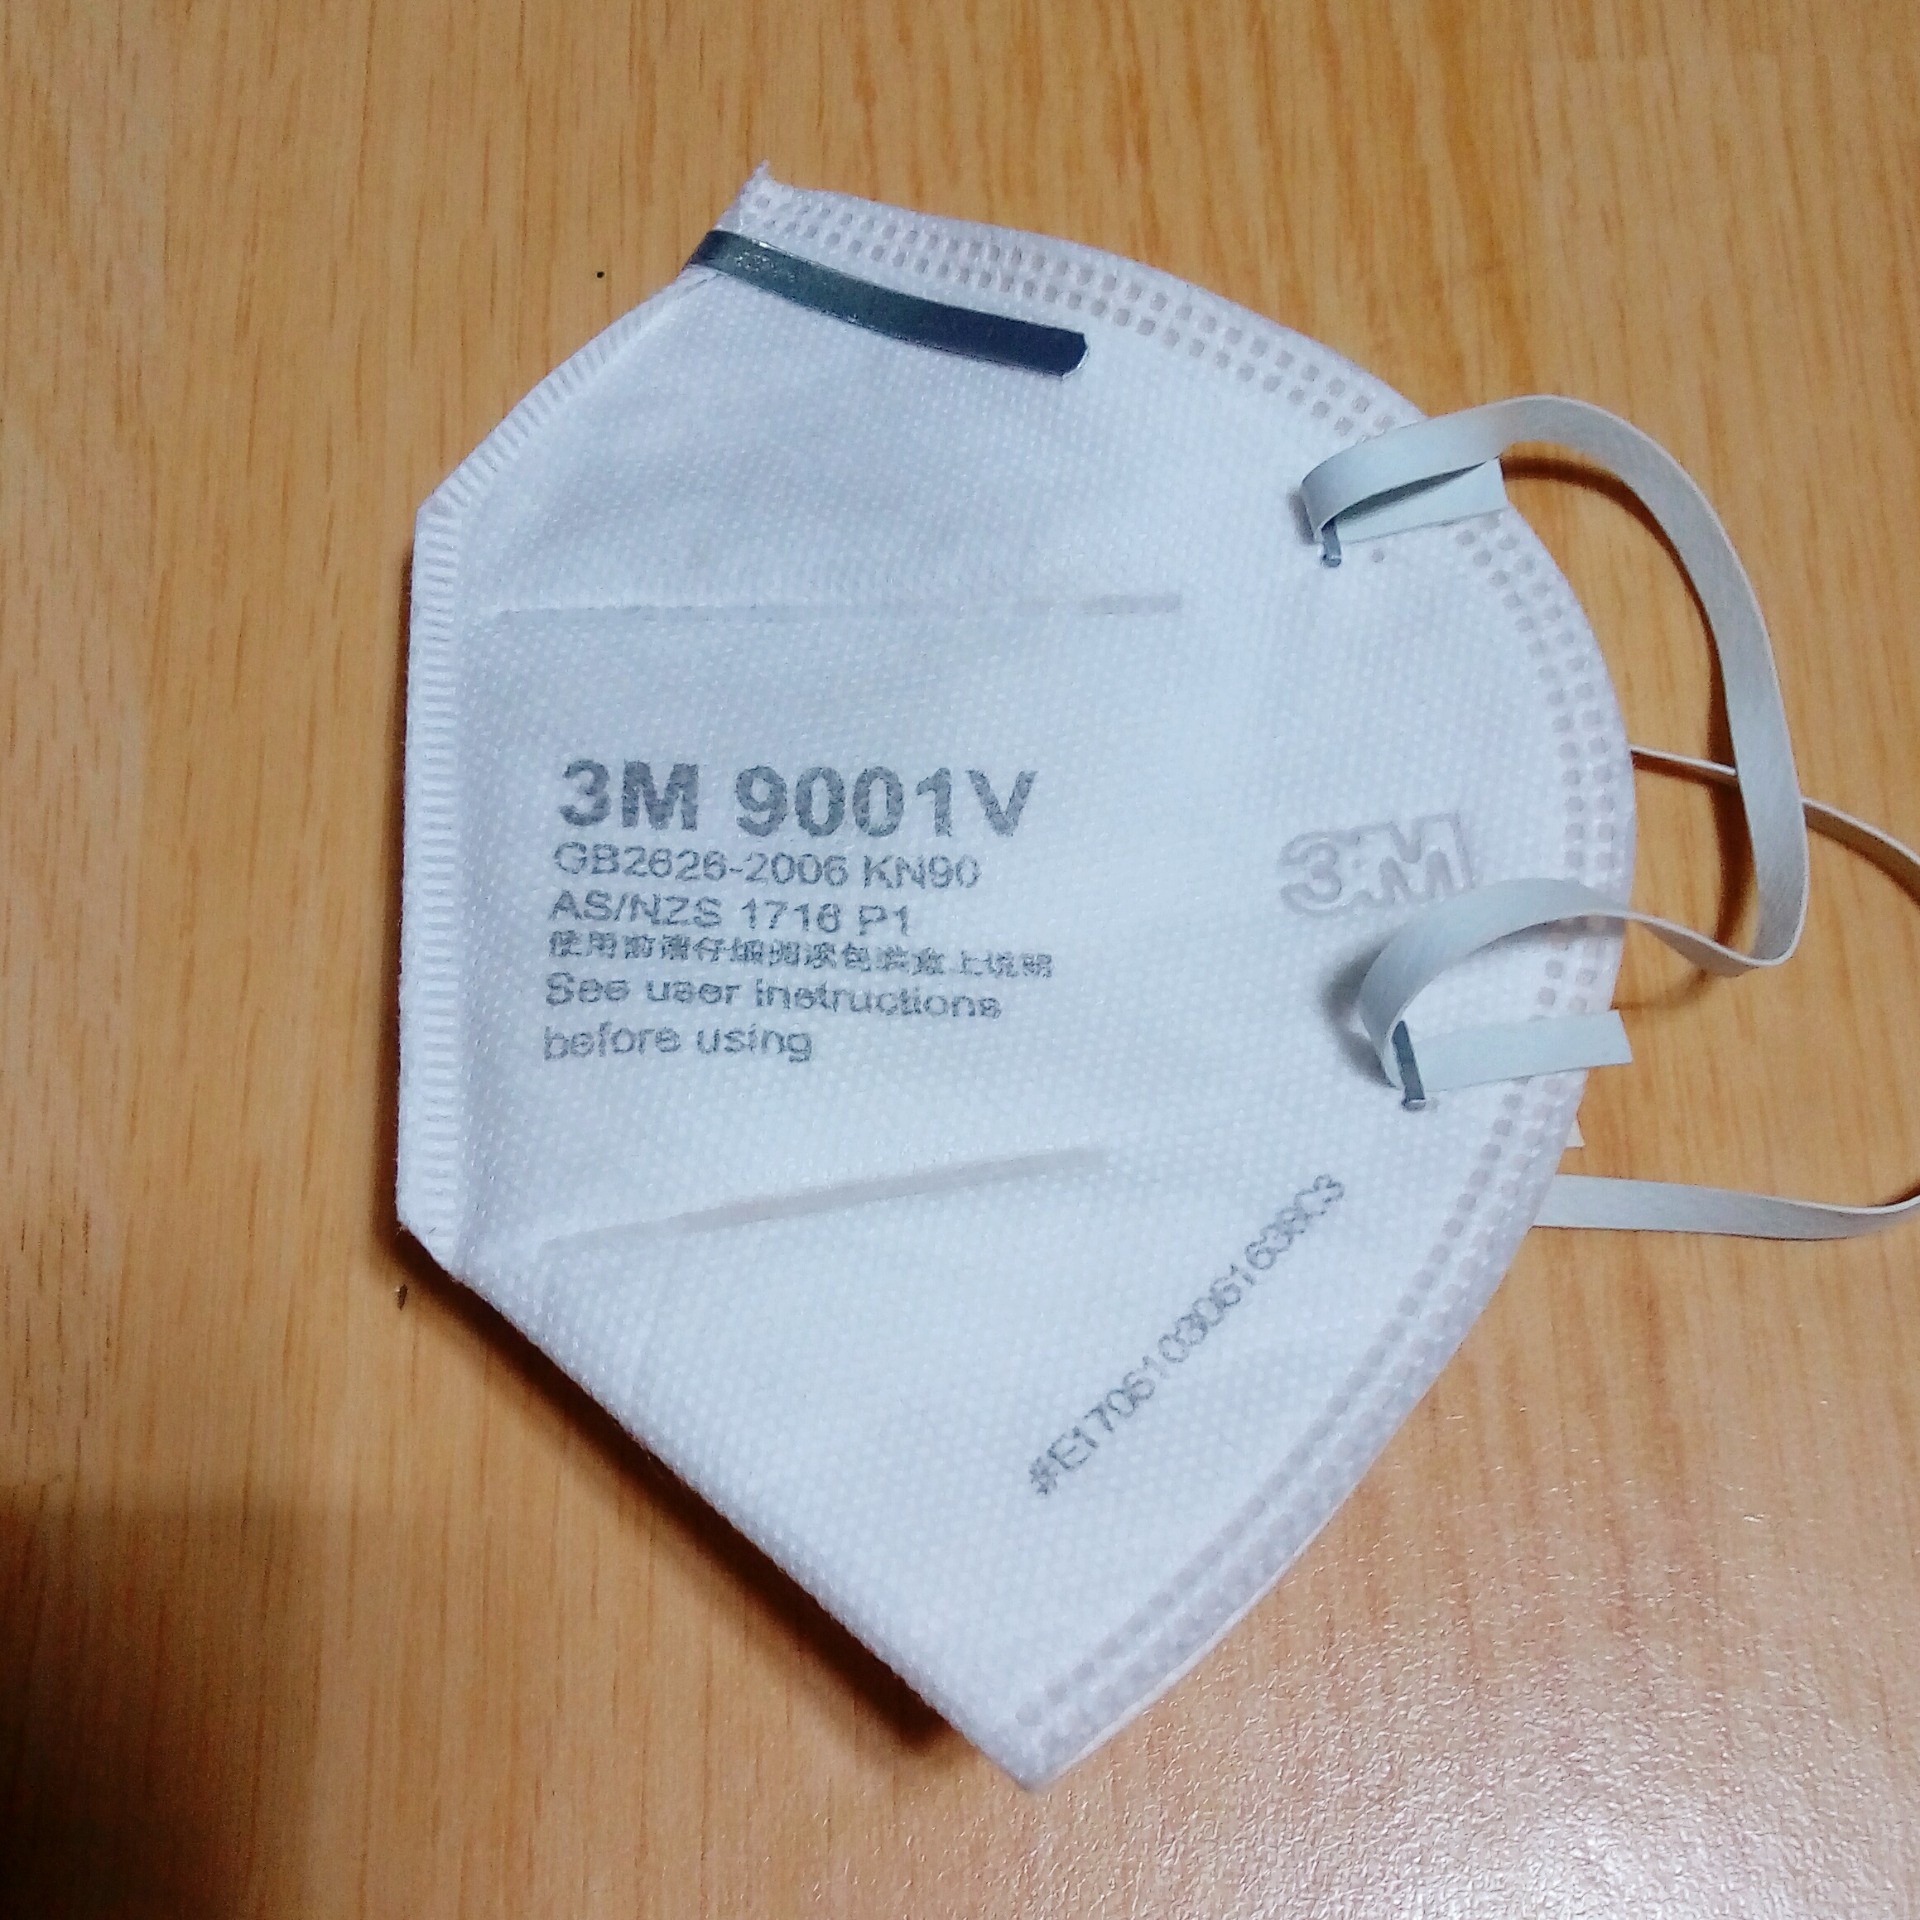 3M 9001V
GB2626-2006 KN90
AS/NZS 1716 P1
使用前请仔细阅读包装盒上说明
See user instructions
before using
3M